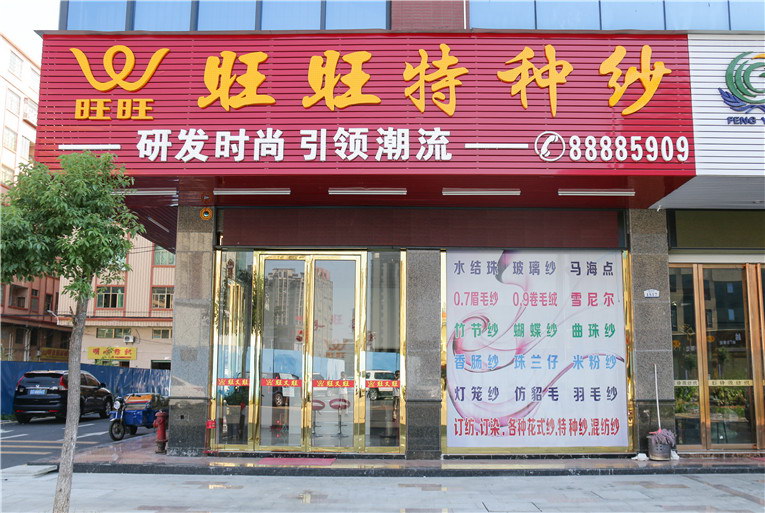 旺旺特种纱
旺旺
研发时尚 引领潮流
88885909
FENG Y
水结珠 玻璃纱 马海点
0.7眉毛纱 0.9卷毛绒 雪尼尔
竹节纱 蝴蝶纱 曲珠纱
香肠纱 珠兰仔 米粉纱
灯笼纱 仿貂毛 羽毛纱
订纺,订染,各种花式纱,特种纱,混纺纱